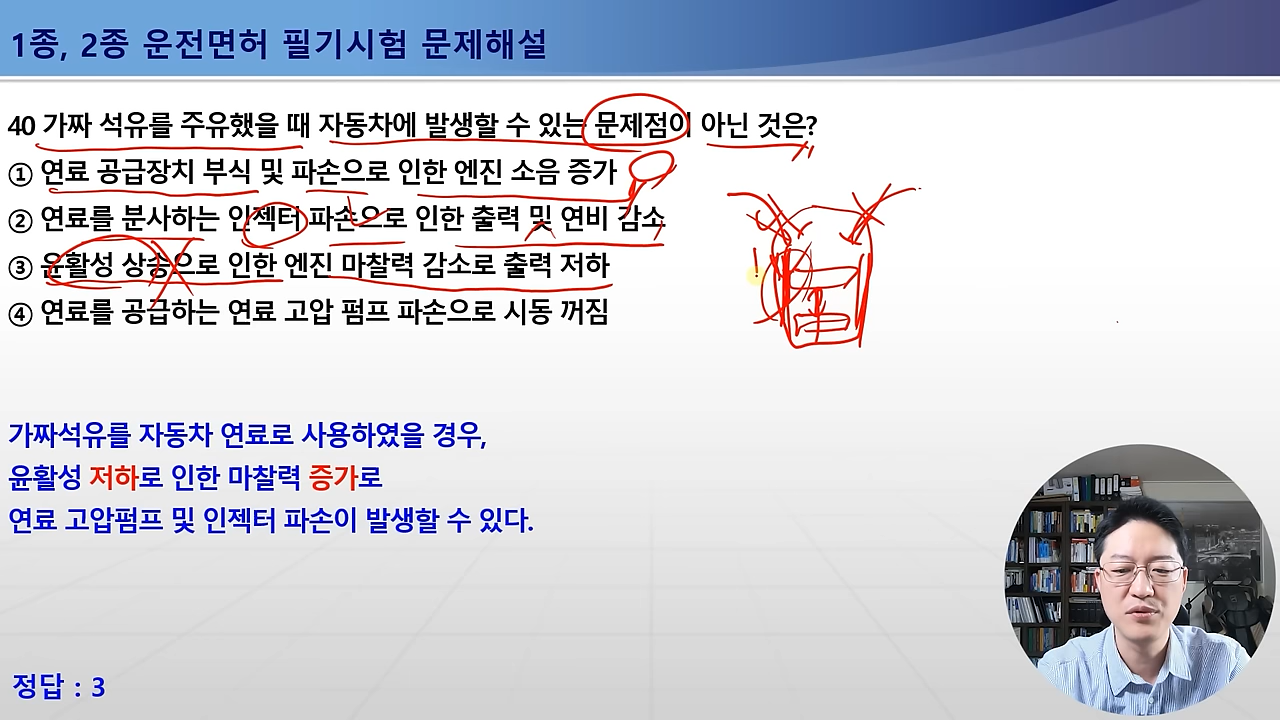 1종, 2종 운전면허 필기시험 문제해설
40 가짜 석유를 주유했을 때 자동차에 발생할 수 있는 문제점이 아닌 것은?
① 연료 공급장치 부식 및 파손으로 인한 엔진 소음 증가
② 연료를 분사하는 인젝터 파손으로 인한 출력 및 연비 감소
③ 윤활성 상승으로 인한 엔진 마찰력 감소로 출력 저하
④ 연료를 공급하는 연료 고압 펌프 파손으로 시동 꺼짐
가짜석유를 자동차 연료로 사용하였을 경우,
윤활성 저하로 인한 마찰력 증가로
연료 고압펌프 및 인젝터 파손이 발생할 수 있다.
정답 : 3